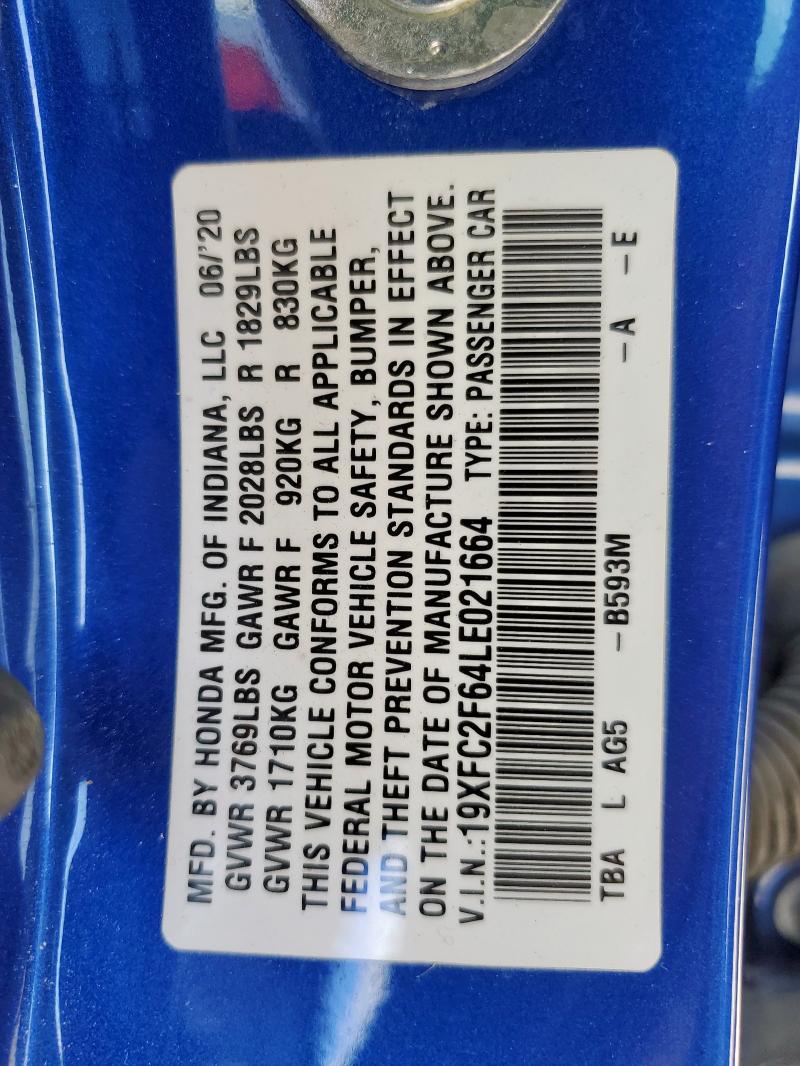 MFD. BY HONDA MFG. OF INDIANA, LLC 06/'20
GVWR 3769LBS GAWR F 2028LBS R 1829LBS
GVWR 1710KG GAWR F 920KG R 830KG
THIS VEHICLE CONFORMS TO ALL APPLICABLE
FEDERAL MOTOR VEHICLE SAFETY, BUMPER,
AND THEFT PREVENTION STANDARDS IN EFFECT
ON THE DATE OF MANUFACTURE SHOWN ABOVE.
V.I.N.:19XFC2F64LE021664 TYPE: PASSENGER CAR
TBA L AG5 -B593M -A -E